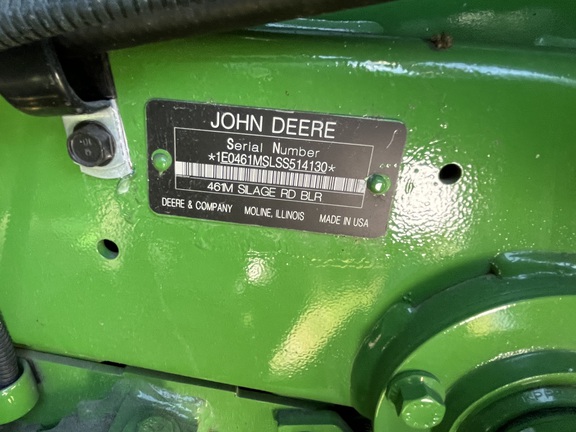 JOHN DEERE
Serial Number
*1E0461MSLSS514130*
461M SILAGE RD BLR
DEERE & COMPANY MOLINE, ILLINOIS MADE IN USA